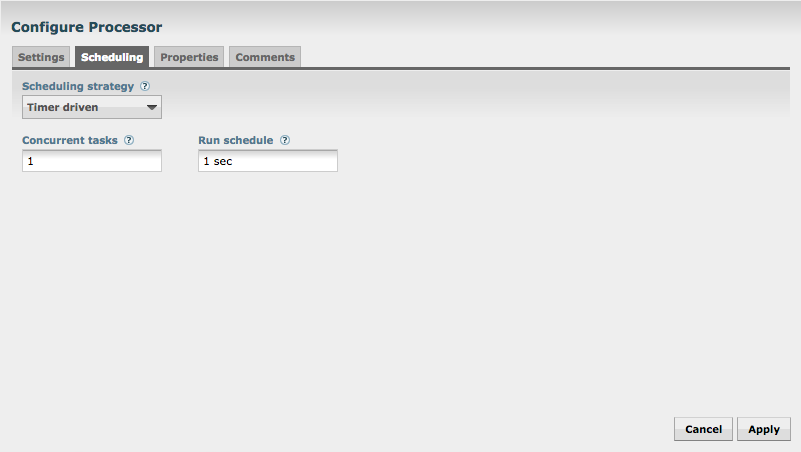 Configure Processor
Settings Scheduling Properties Comments
Scheduling strategy ?
Timer driven
Concurrent tasks ? Run schedule ?
1 1 sec
Cancel Apply